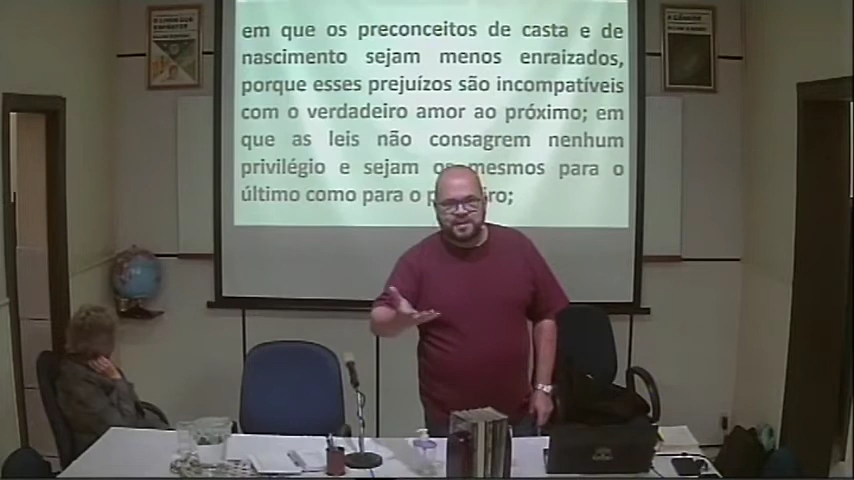 em que os preconceitos de casta e de
nascimento sejam menos enraizados,
porque esses prejuízos são incompatíveis
com o verdadeiro amor ao próximo; em
que as leis não consagrem nenhum
privilégio e sejam os mesmos para o
último como para o